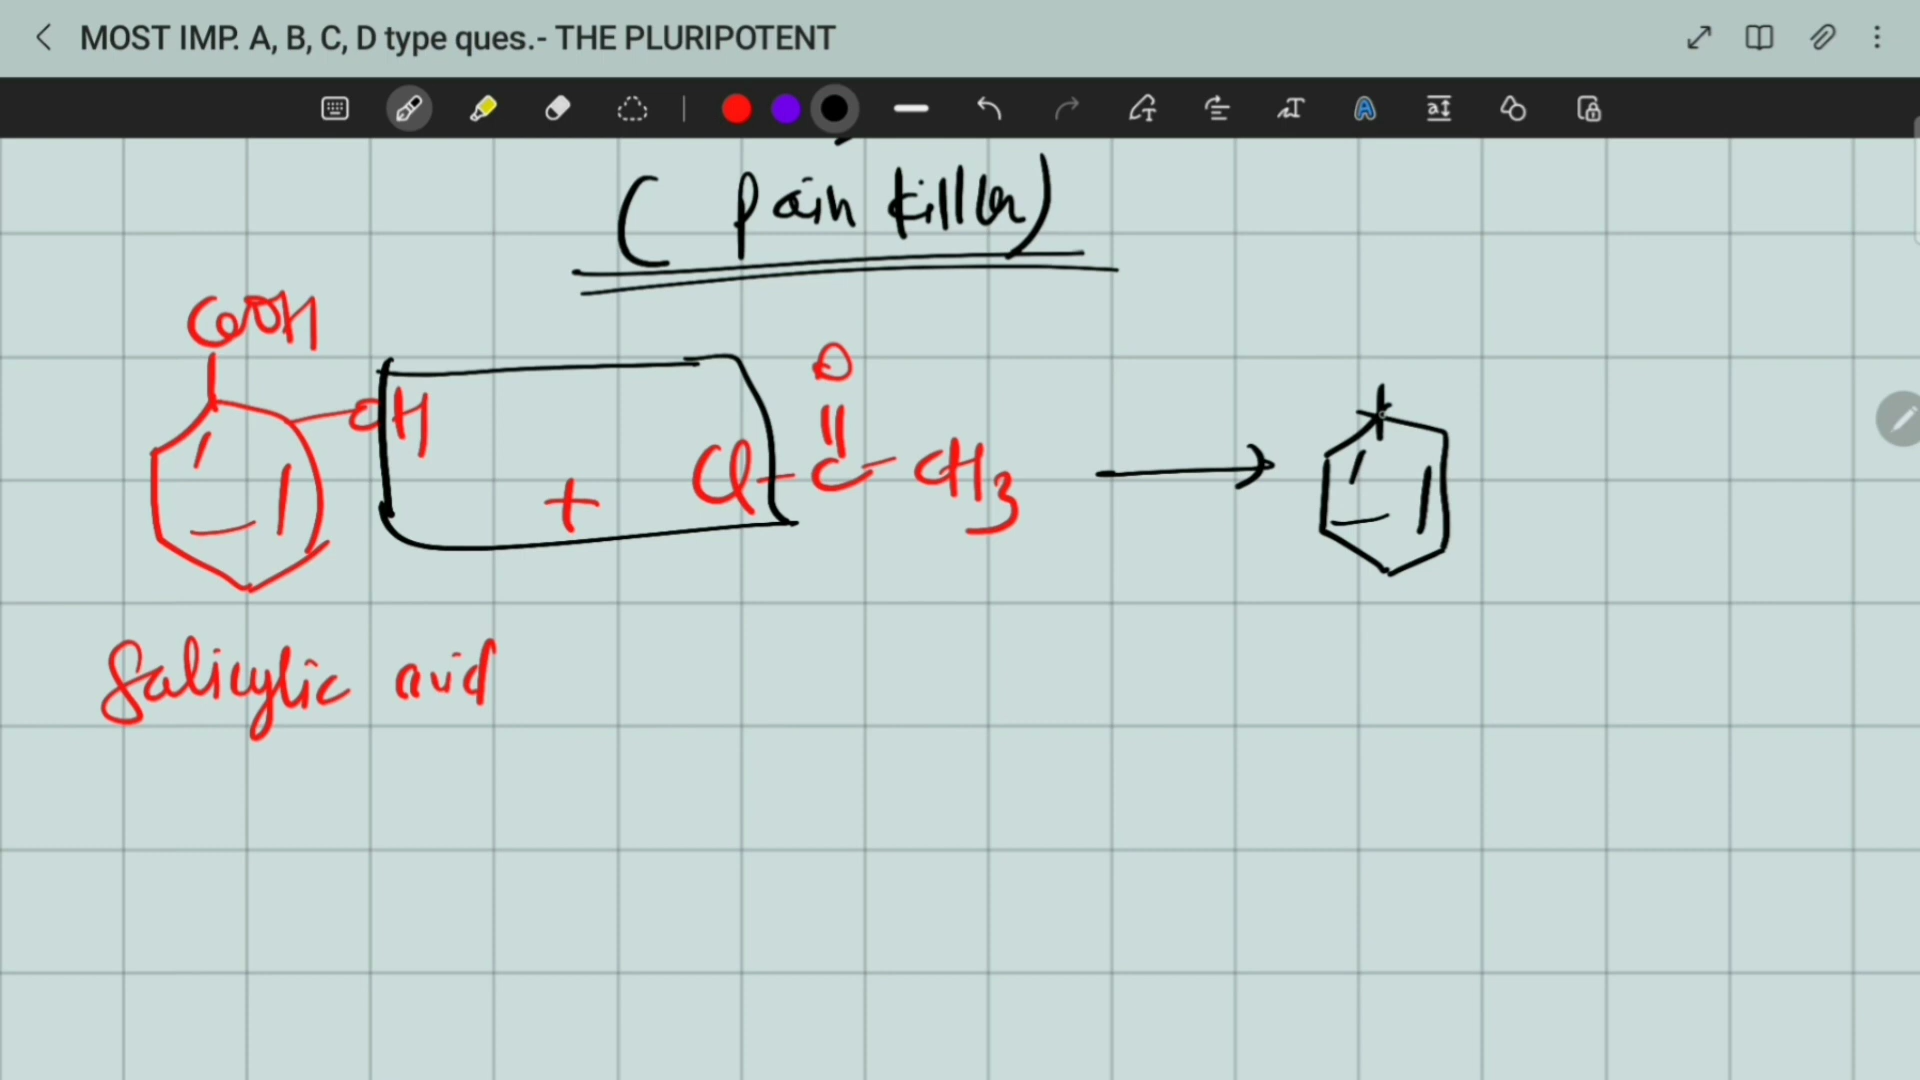 MOST IMP. A, B, C, D type ques.- THE PLURIPOTENT
( Pain killer)
COOH
O
OH
+ Cl - C - CH3
Salicylic acid